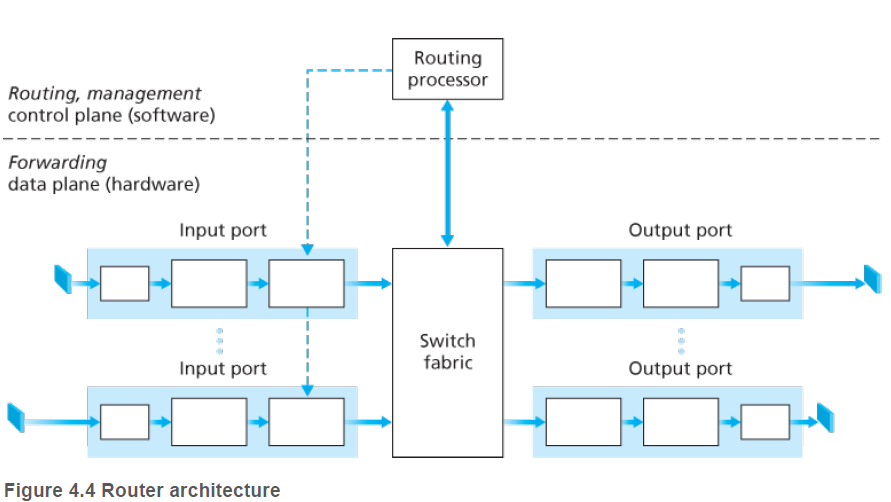 Routing
processor
Routing, management
control plane (software)
Forwarding
data plane (hardware)
Input port
Output port
Switch
fabric
Input port
Output port
Figure 4.4 Router architecture